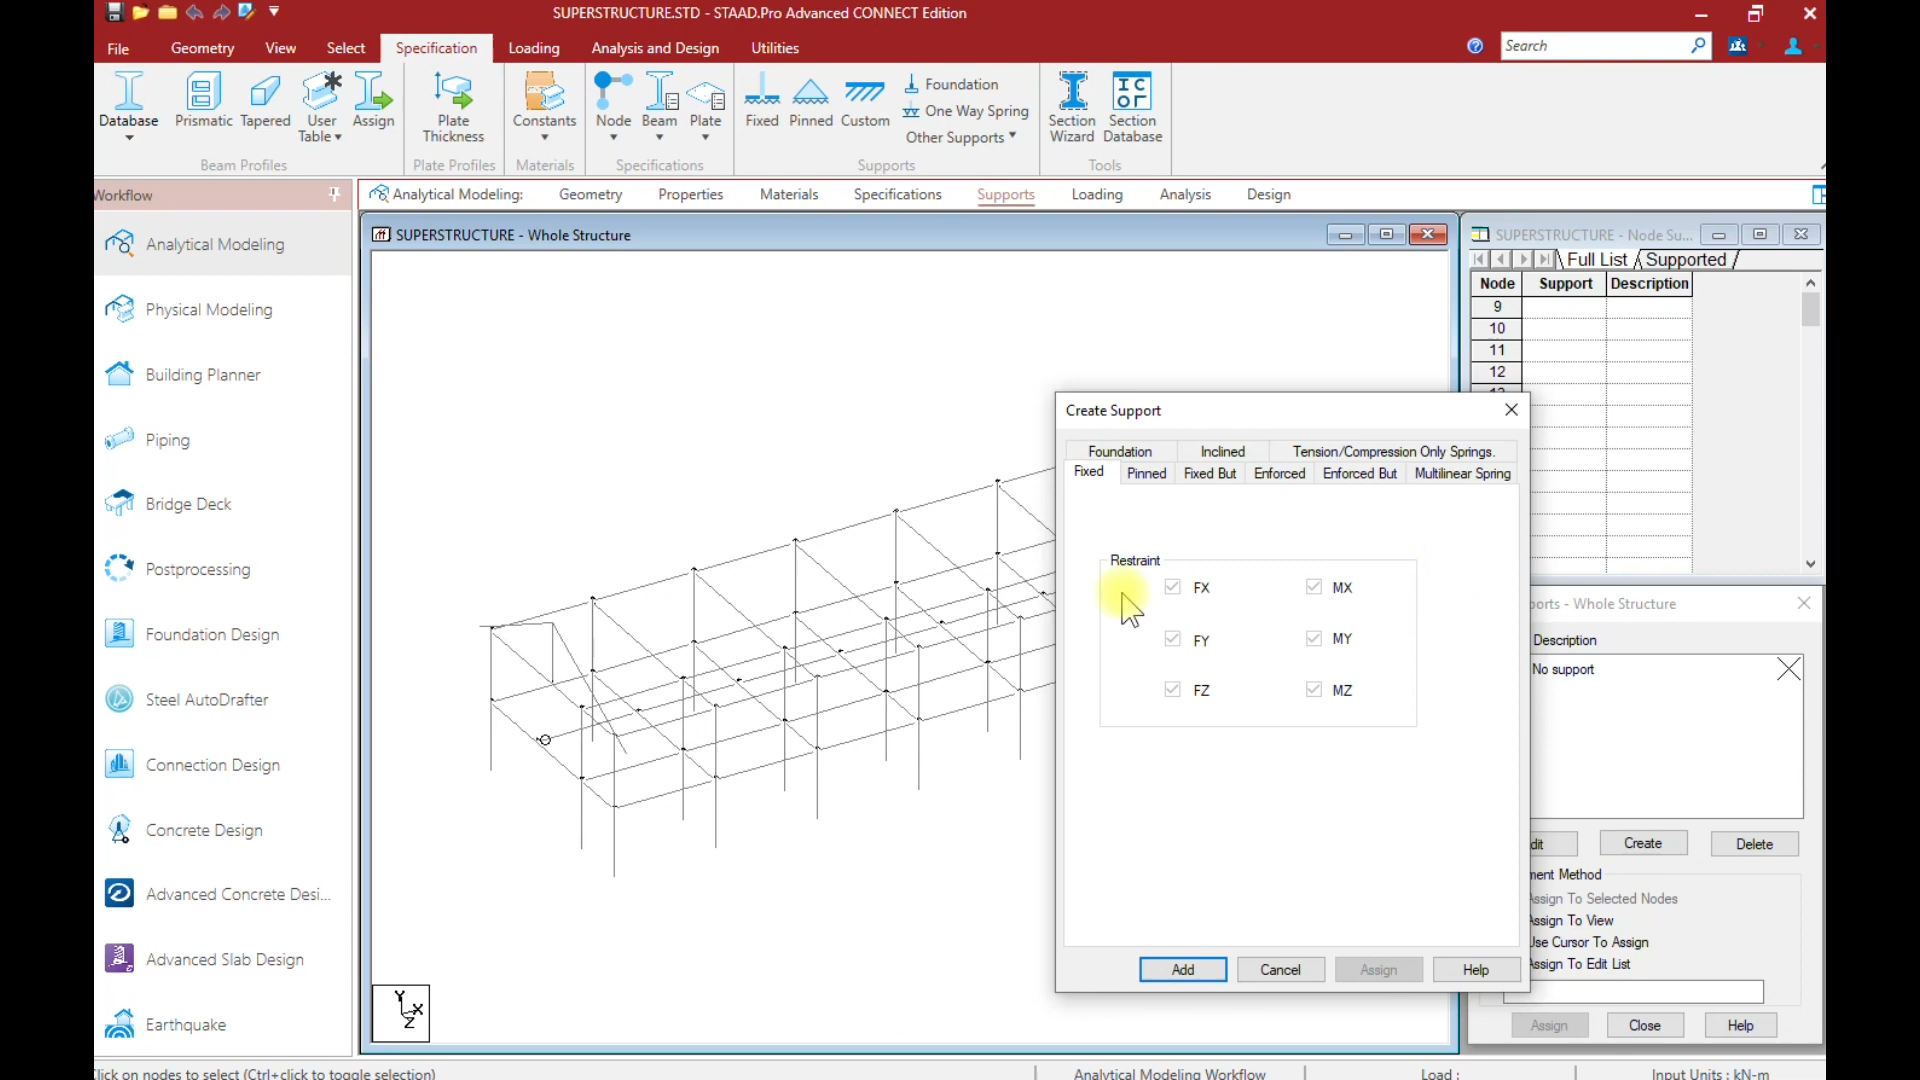 SUPERSTRUCTURE.STD - STAAD.Pro Advanced CONNECT Edition
File Geometry View Select Specification Loading Analysis and Design Utilities Search
Database Prismatic Tapered User Table Assign Plate Thickness Constants Node Beam Plate Fixed Pinned Custom Foundation One Way Spring Other Supports Section Wizard Section Database
Beam Profiles Plate Profiles Materials Specifications Supports Tools
Workflow
Analytical Modeling: Geometry Properties Materials Specifications Supports Loading Analysis Design
Analytical Modeling
Physical Modeling
Building Planner
Piping
Bridge Deck
Postprocessing
Foundation Design
Steel AutoDrafter
Connection Design
Concrete Design
Advanced Concrete Desi...
Advanced Slab Design
Earthquake
SUPERSTRUCTURE - Whole Structure
Y
X
Z
SUPERSTRUCTURE - Node Su...
Full List Supported
Node Support Description
9
10
11
12
Create Support
Foundation Inclined Tension/Compression Only Springs.
Fixed Pinned Fixed But Enforced Enforced But Multilinear Spring
Restraint
FX MX
FY MY
FZ MZ
Add Cancel Assign Help
ports - Whole Structure
Description
No support
dit Create Delete
ment Method
Assign To Selected Nodes
Assign To View
Use Cursor To Assign
Assign To Edit List
Assign Close Help
Click on nodes to select (Ctrl+click to toggle selection) Analytical Modeling Workflow Load : Input Units : kN-m